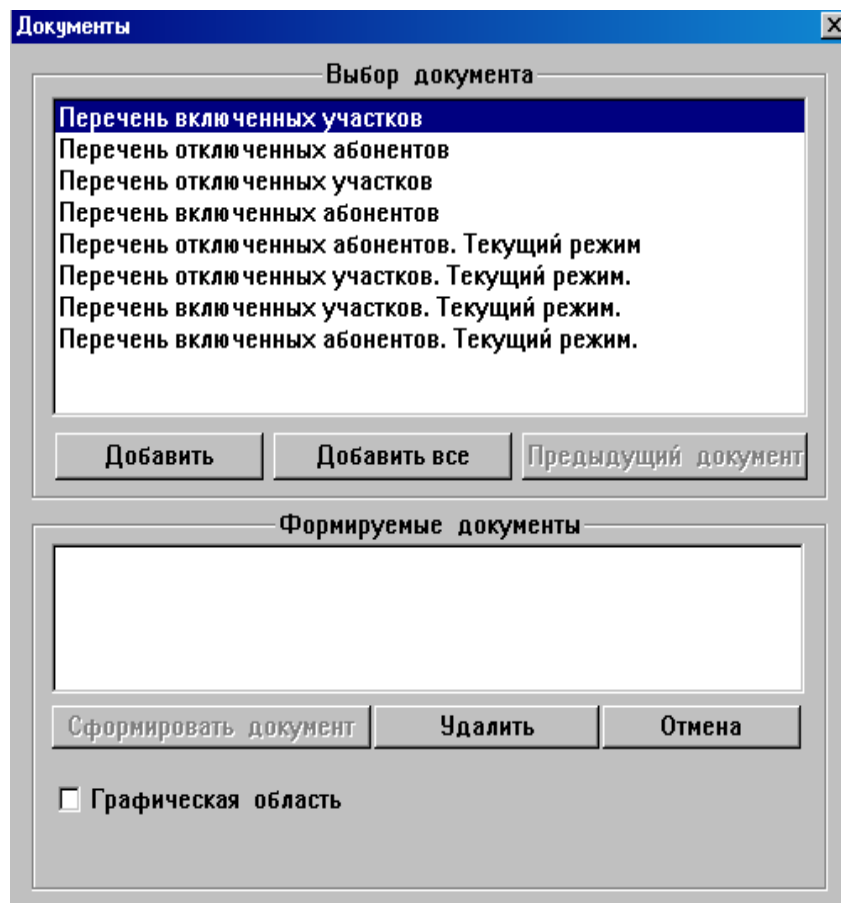 Документы
Выбор документа
Перечень включенных участков
Перечень отключенных абонентов
Перечень отключенных участков
Перечень включенных абонентов
Перечень отключенных абонентов. Текущий режим
Перечень отключенных участков. Текущий режим.
Перечень включенных участков. Текущий режим.
Перечень включенных абонентов. Текущий режим.
Добавить Добавить все Предыдущий документ
Формируемые документы
Сформировать документ Удалить Отмена
Графическая область